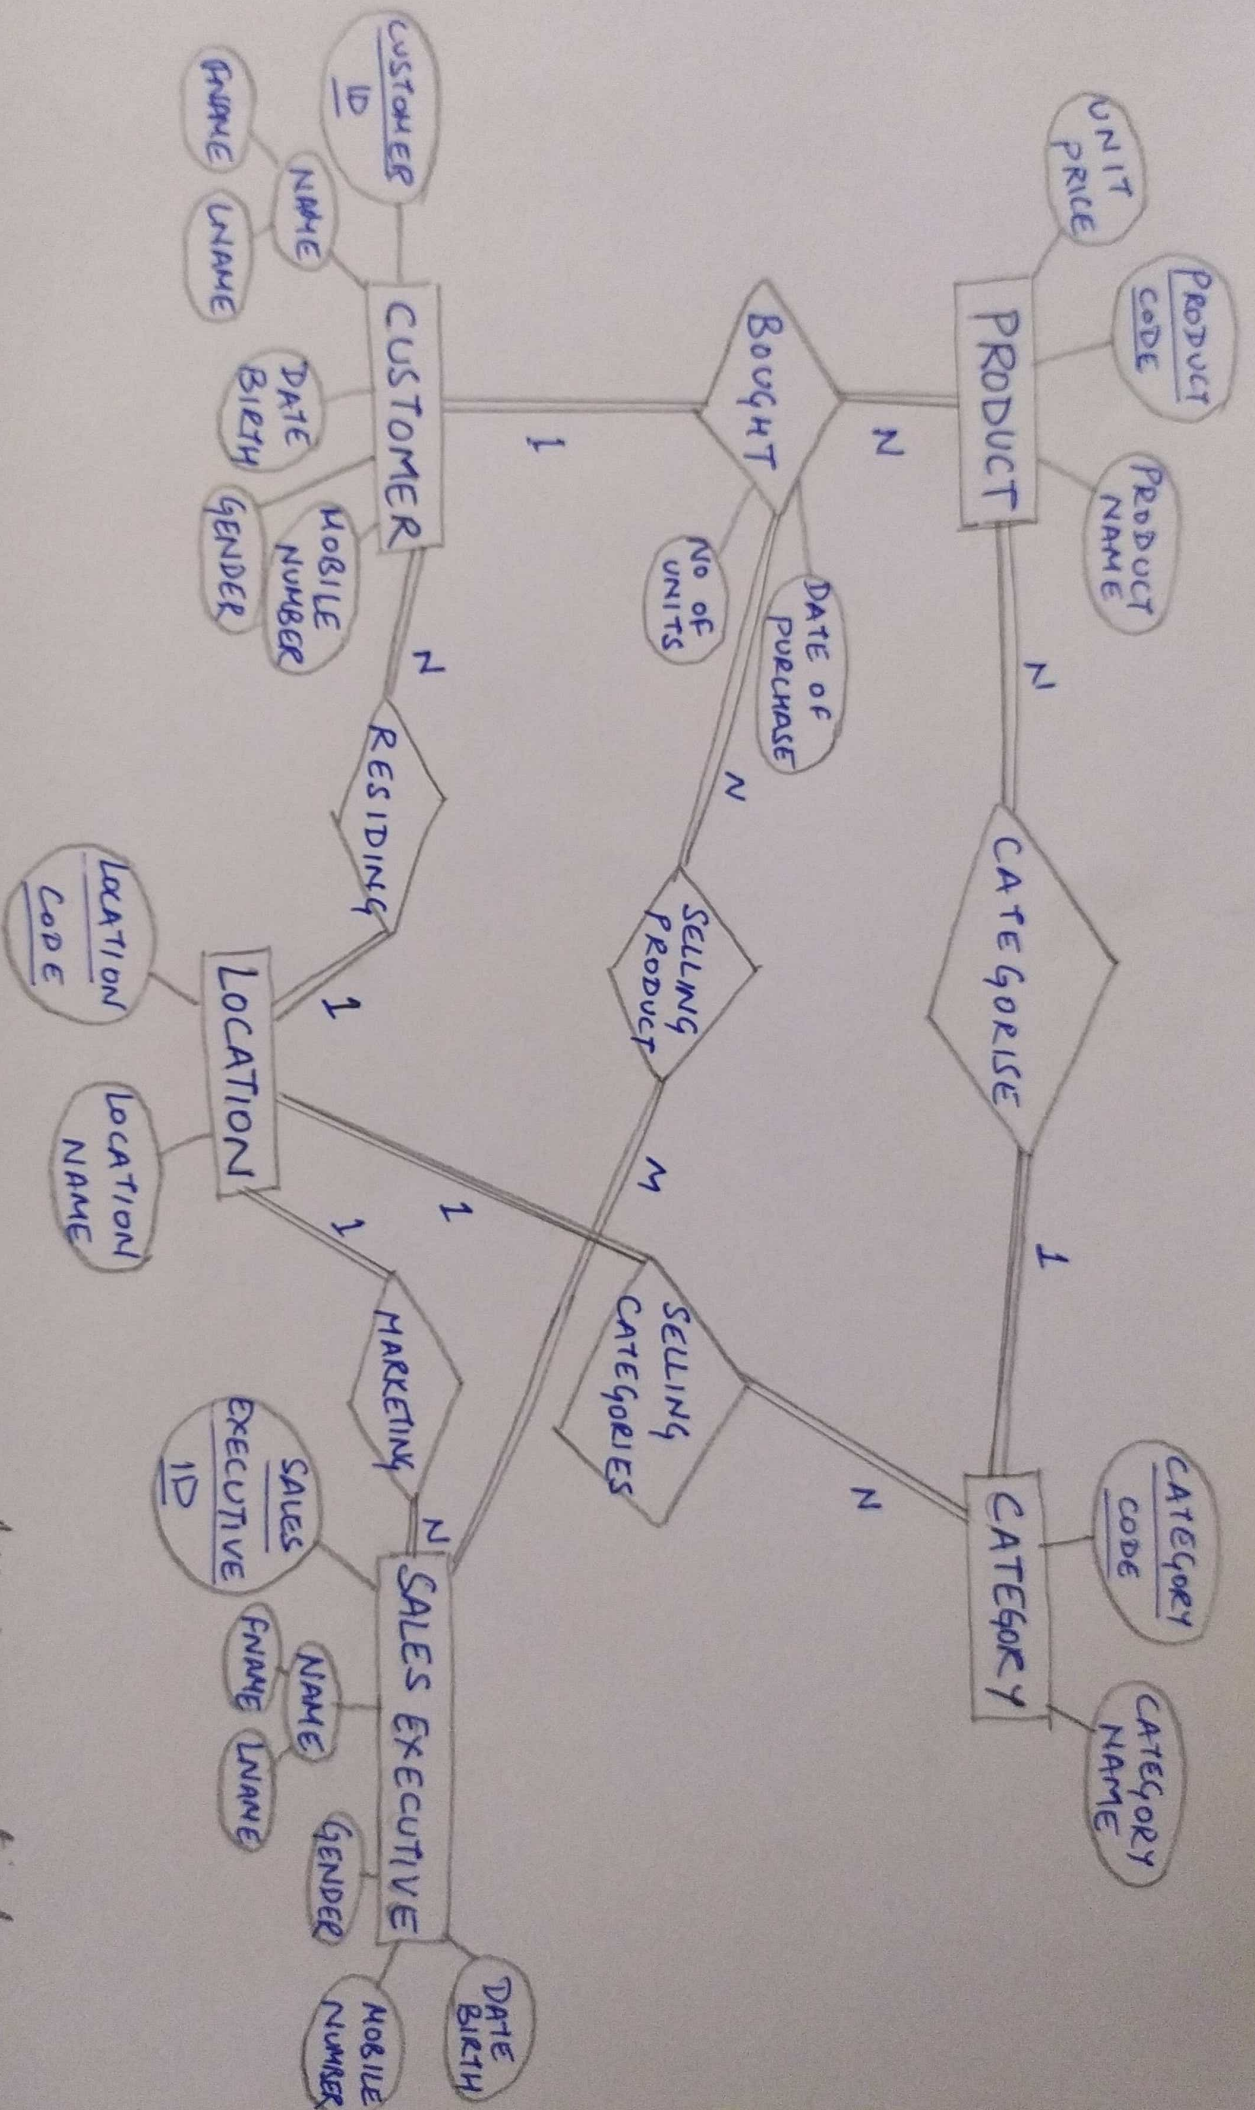 UNIT
PRICE
PRODUCT
CODE
PRODUCT
NAME
CATEGORY
CODE
CATEGORY
NAME
PRODUCT
N
CATEGORISE
1
CATEGORY
N
BOUGHT
DATE OF
PURCHASE
NO OF
UNITS
N
SELLING
PRODUCT
M
SELLING
CATEGORIES
N
1
1
CUSTOMER
ID
NAME
FNAME
LNAME
CUSTOMER
DATE
BIRTH
GENDER
MOBILE
NUMBER
N
RESIDING
1
LOCATION
LOCATION
CODE
LOCATION
NAME
1
MARKETING
N
SALES EXECUTIVE
SALES
EXECUTIVE
ID
NAME
FNAME
LNAME
GENDER
MOBILE
NUMBER
DATE
BIRTH